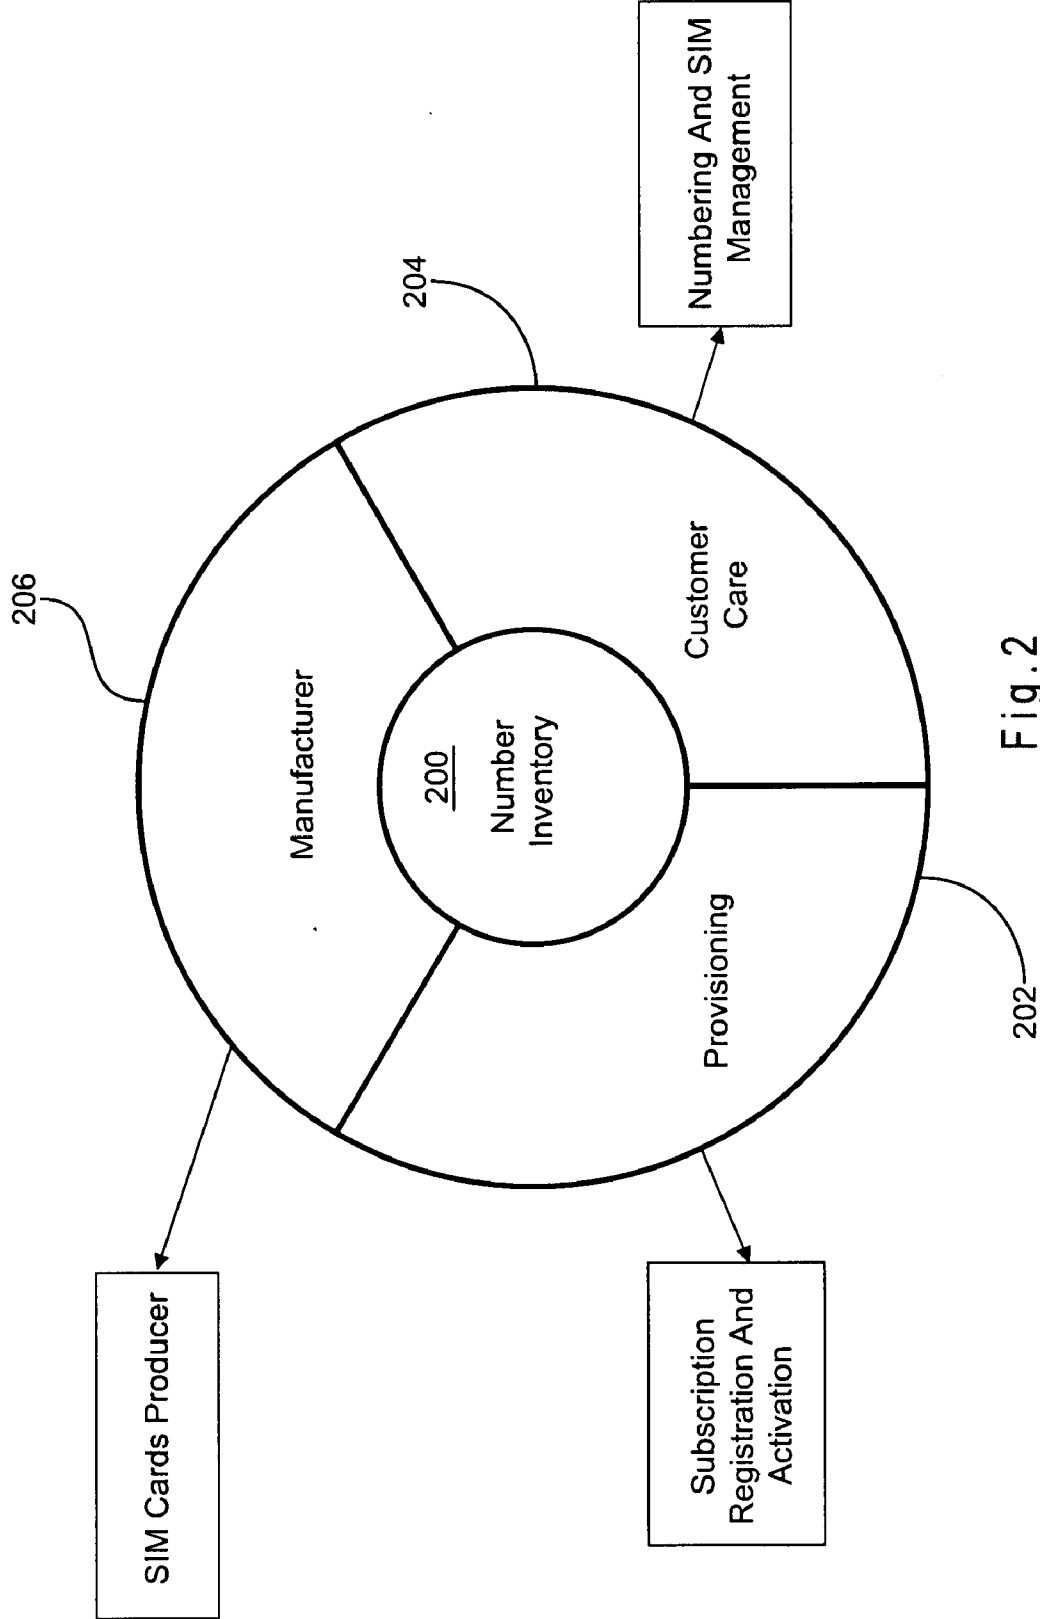 206
204
SIM Cards Producer
Manufacturer
200
Number
Inventory
Numbering And SIM
Management
Provisioning
Customer
Care
Subscription
Registration And
Activation
202
Fig.2